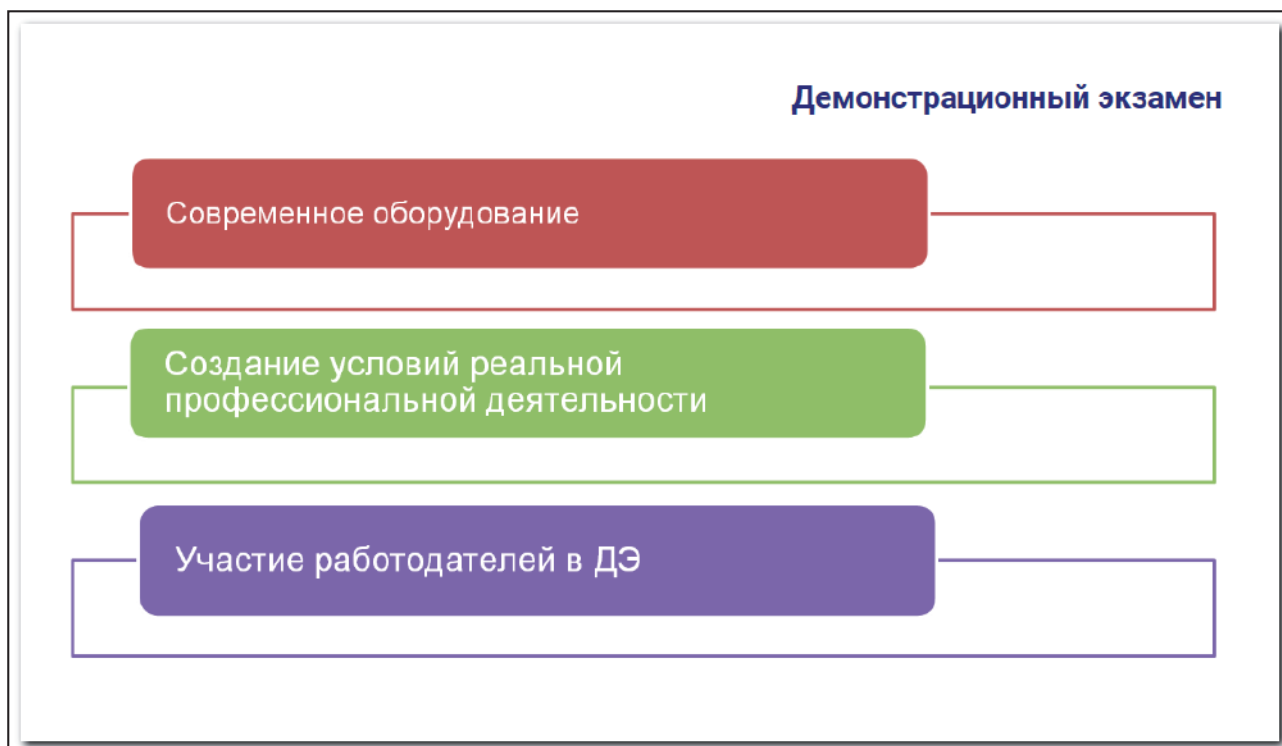 Демонстрационный экзамен
Современное оборудование
Создание условий реальной
профессиональной деятельности
Участие работодателей в ДЭ